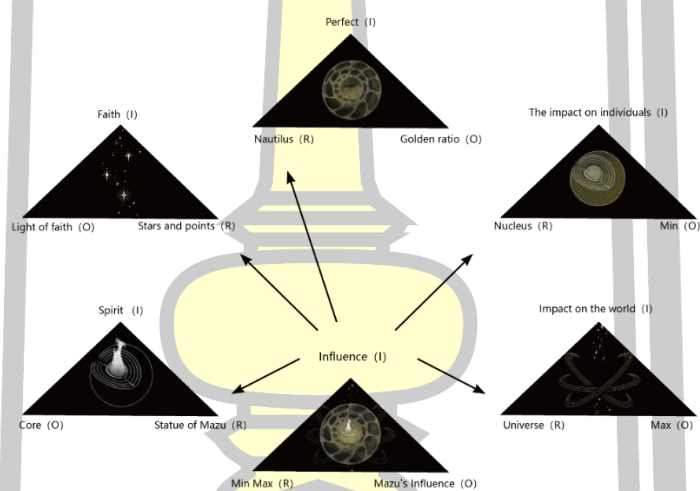 Perfect (I)
Nautilus (R)
Golden ratio (O)
Faith (I)
Light of faith (O)
Stars and points (R)
The impact on individuals (I)
Nucleus (R)
Min (O)
Spirit (I)
Core (O)
Statue of Mazu (R)
Influence (I)
Min Max (R)
Mazu's Influence (O)
Impact on the world (I)
Universe (R)
Max (O)